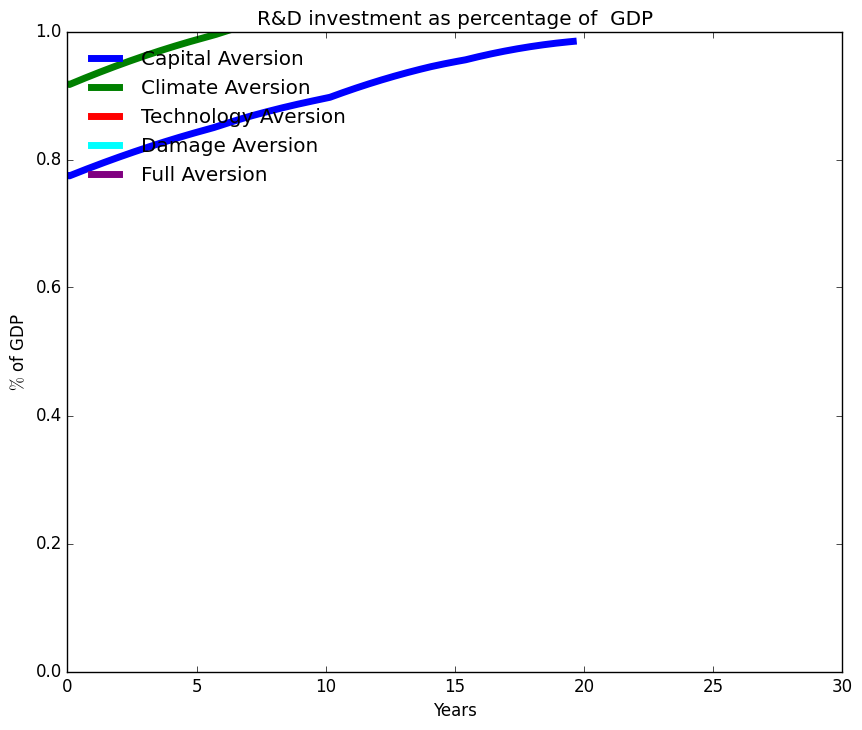 R&D investment as percentage of  GDP
1.0
0.8
0.6
0.4
0.2
0.0
% of GDP
Capital Aversion
Climate Aversion
Technology Aversion
Damage Aversion
Full Aversion
0 5 10 15 20 25 30
Years